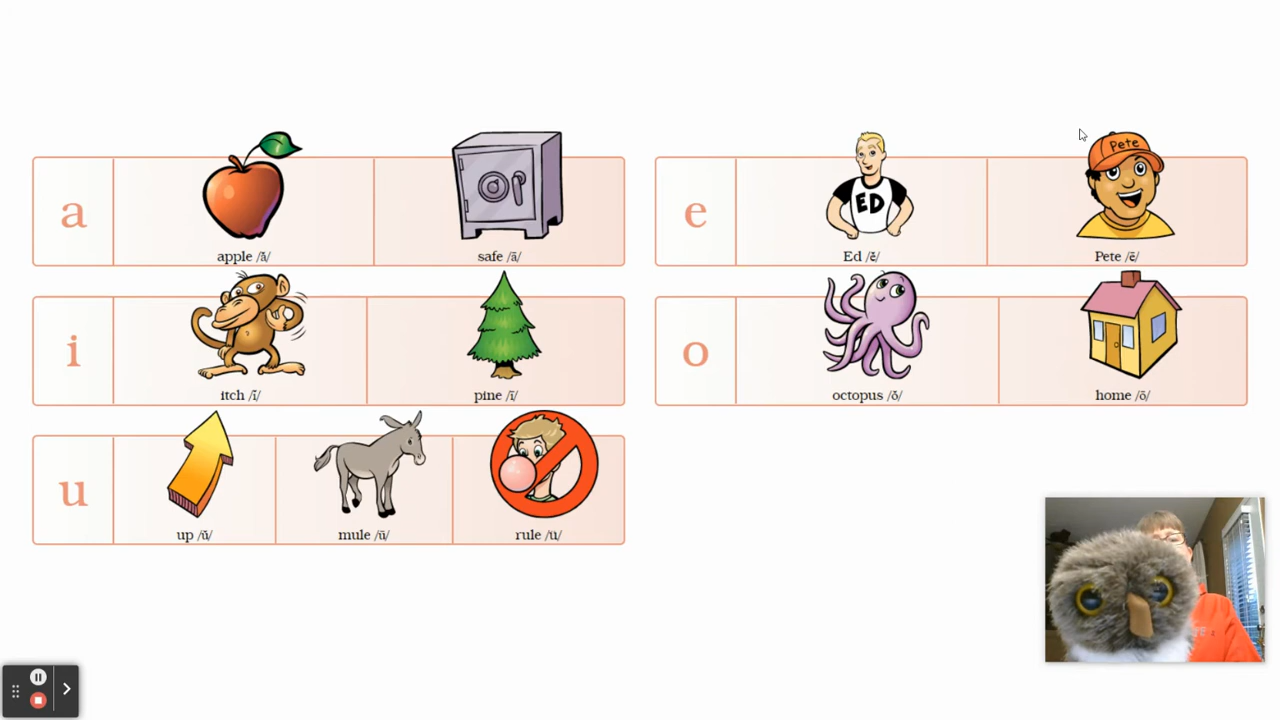 a
apple /ă/
safe /ā/
e
ED
Ed /ĕ/
Pete
Pete /ē/
i
itch /ĭ/
pine /ī/
o
octopus /ŏ/
home /ō/
u
up /ŭ/
mule /ū/
rule /ü/